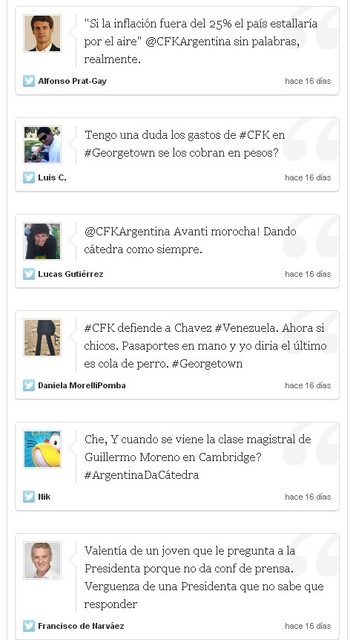 "Si la inflación fuera del 25% el país estallaría
por el aire" @CFKArgentina sin palabras,
realmente.
Alfonso Prat-Gay hace 16 días
Tengo una duda los gastos de #CFK en
#Georgetown se los cobran en pesos?
Luis C. hace 16 días
@CFKArgentina Avanti morocha! Dando
cátedra como siempre.
Lucas Gutiérrez hace 16 días
#CFK defiende a Chavez #Venezuela. Ahora si
chicos. Pasaportes en mano y yo diria el último
es cola de perro. #Georgetown
Daniela MorelliPomba hace 16 días
Che, Y cuando se viene la clase magistral de
Guillermo Moreno en Cambridge?
#ArgentinaDaCátedra
Nik hace 16 días
Valentía de un joven que le pregunta a la
Presidenta porque no da conf de prensa.
Verguenza de una Presidenta que no sabe que
responder
Francisco de Narváez hace 16 días